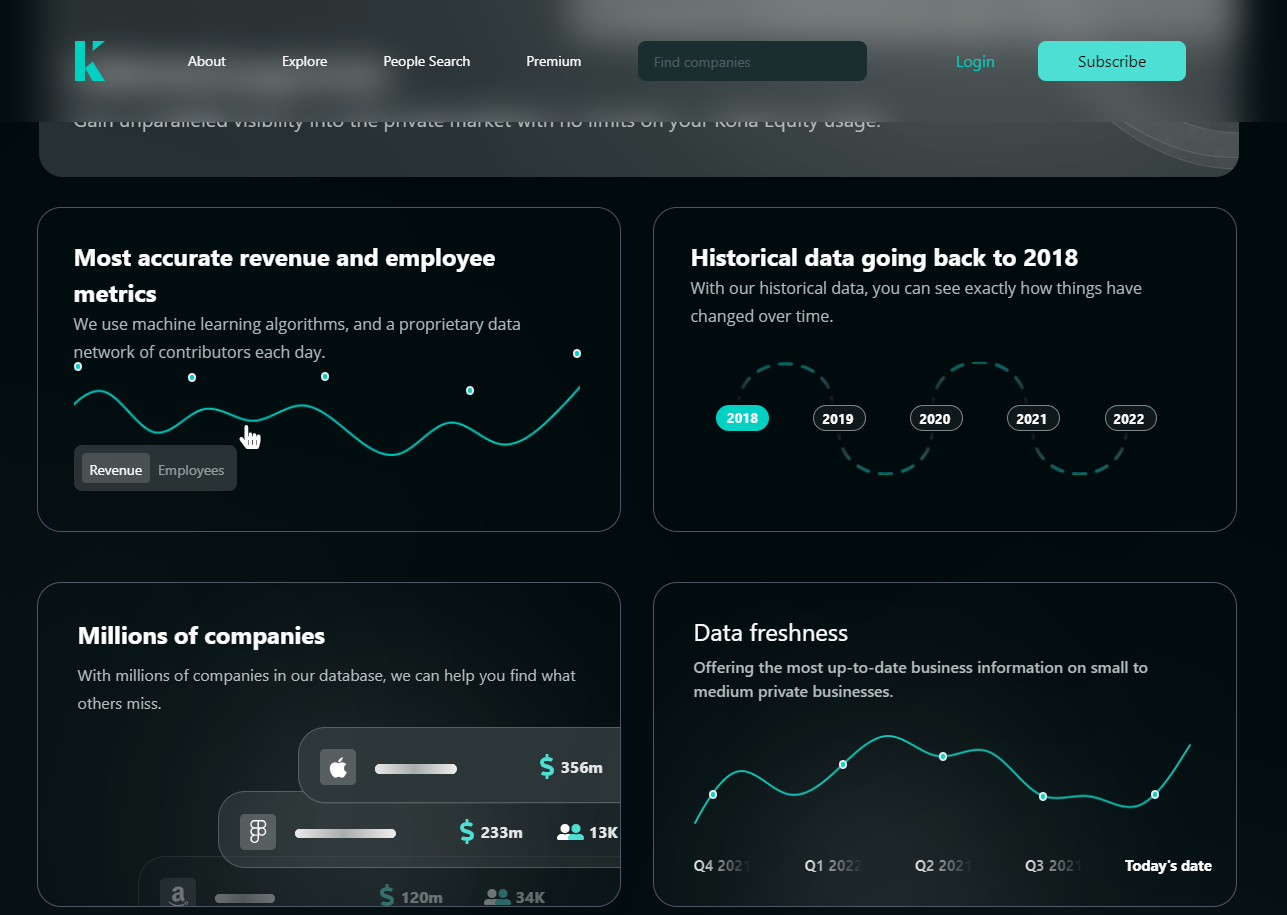 About Explore People Search Premium Find companies Login Subscribe
Gain unparalleled visibility into the private market with no limits on your Kona Equity usage.
Most accurate revenue and employee
metrics
We use machine learning algorithms, and a proprietary data
network of contributors each day.
Revenue Employees
Historical data going back to 2018
With our historical data, you can see exactly how things have
changed over time.
2018 2019 2020 2021 2022
Millions of companies
With millions of companies in our database, we can help you find what
others miss.
$ 356m
$ 233m 13K
$ 120m 34K
Data freshness
Offering the most up-to-date business information on small to
medium private businesses.
Q4 2021 Q1 2022 Q2 2021 Q3 2021 Today's date